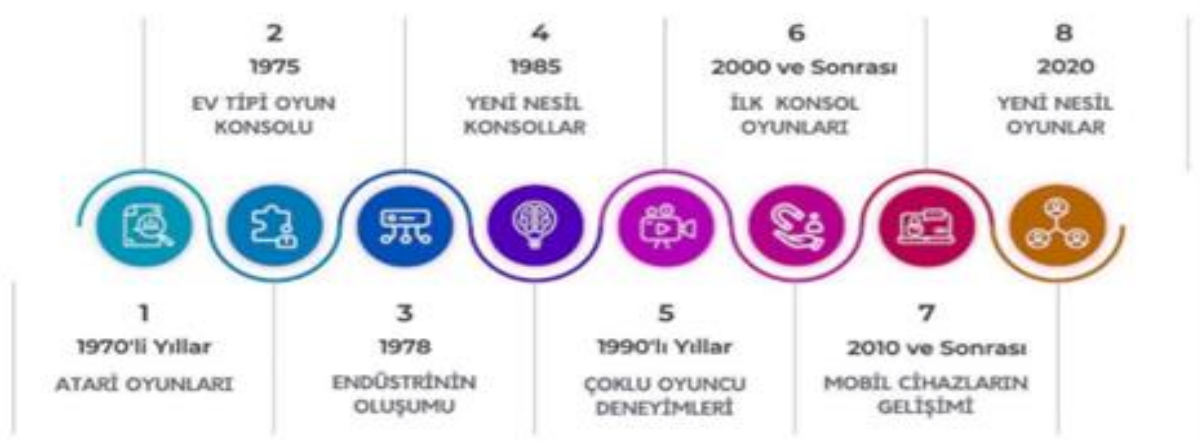 2
1975
EV TİPİ OYUN
KONSOLU
4
1985
YENİ NESİL
KONSOLLAR
6
2000 ve Sonrası
İLK KONSOL
OYUNLARI
8
2020
YENİ NESİL
OYUNLAR
1
1970'li Yıllar
ATARİ OYUNLARI
3
1978
ENDÜSTRİNİN
OLUŞUMU
5
1990'lı Yıllar
ÇOKLU OYUNCU
DENEYİMLERİ
7
2010 ve Sonrası
MOBİL CİHAZLARIN
GELİŞİMİ